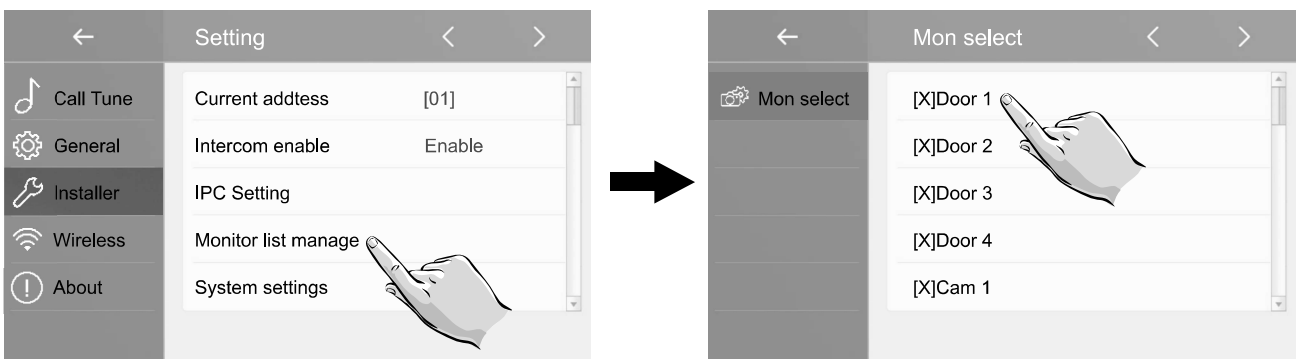 Setting
Call Tune
General
Installer
Wireless
About
Current addtess [01]
Intercom enable Enable
IPC Setting
Monitor list manage
System settings
Mon select
Mon select
[X]Door 1
[X]Door 2
[X]Door 3
[X]Door 4
[X]Cam 1